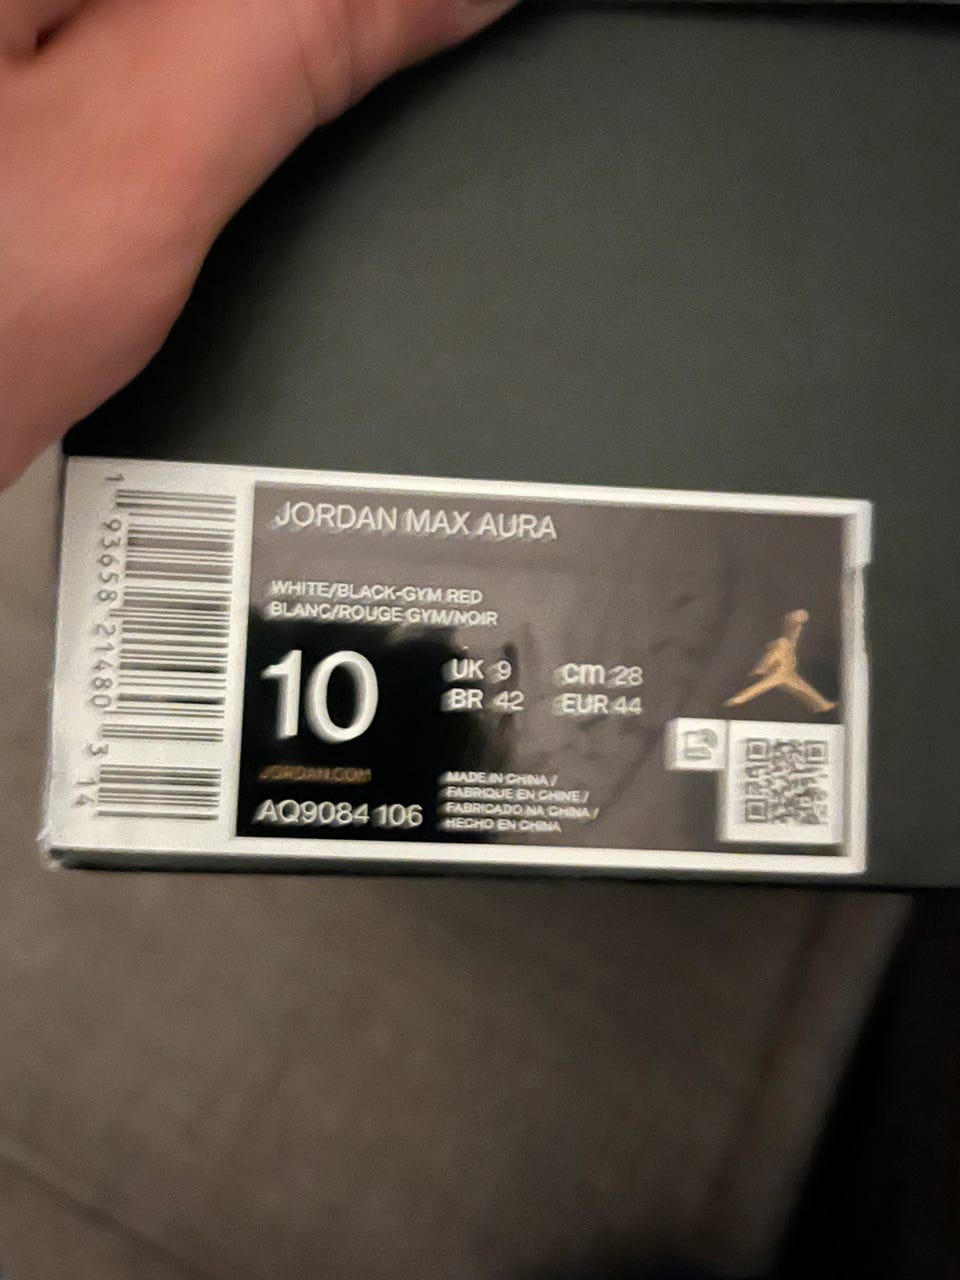 JORDAN MAX AURA
WHITE/BLACK-GYM RED
BLANC/ROUGE GYM/NOIR
10
UK 9
cm 28
BR 42
EUR 44
JORDAN.COM
AQ9084 106
MADE IN CHINA /
FABRIQUE EN CHINE /
FABRICADO NA CHINA /
HECHO EN CHINA
1 93658 21480 3 14